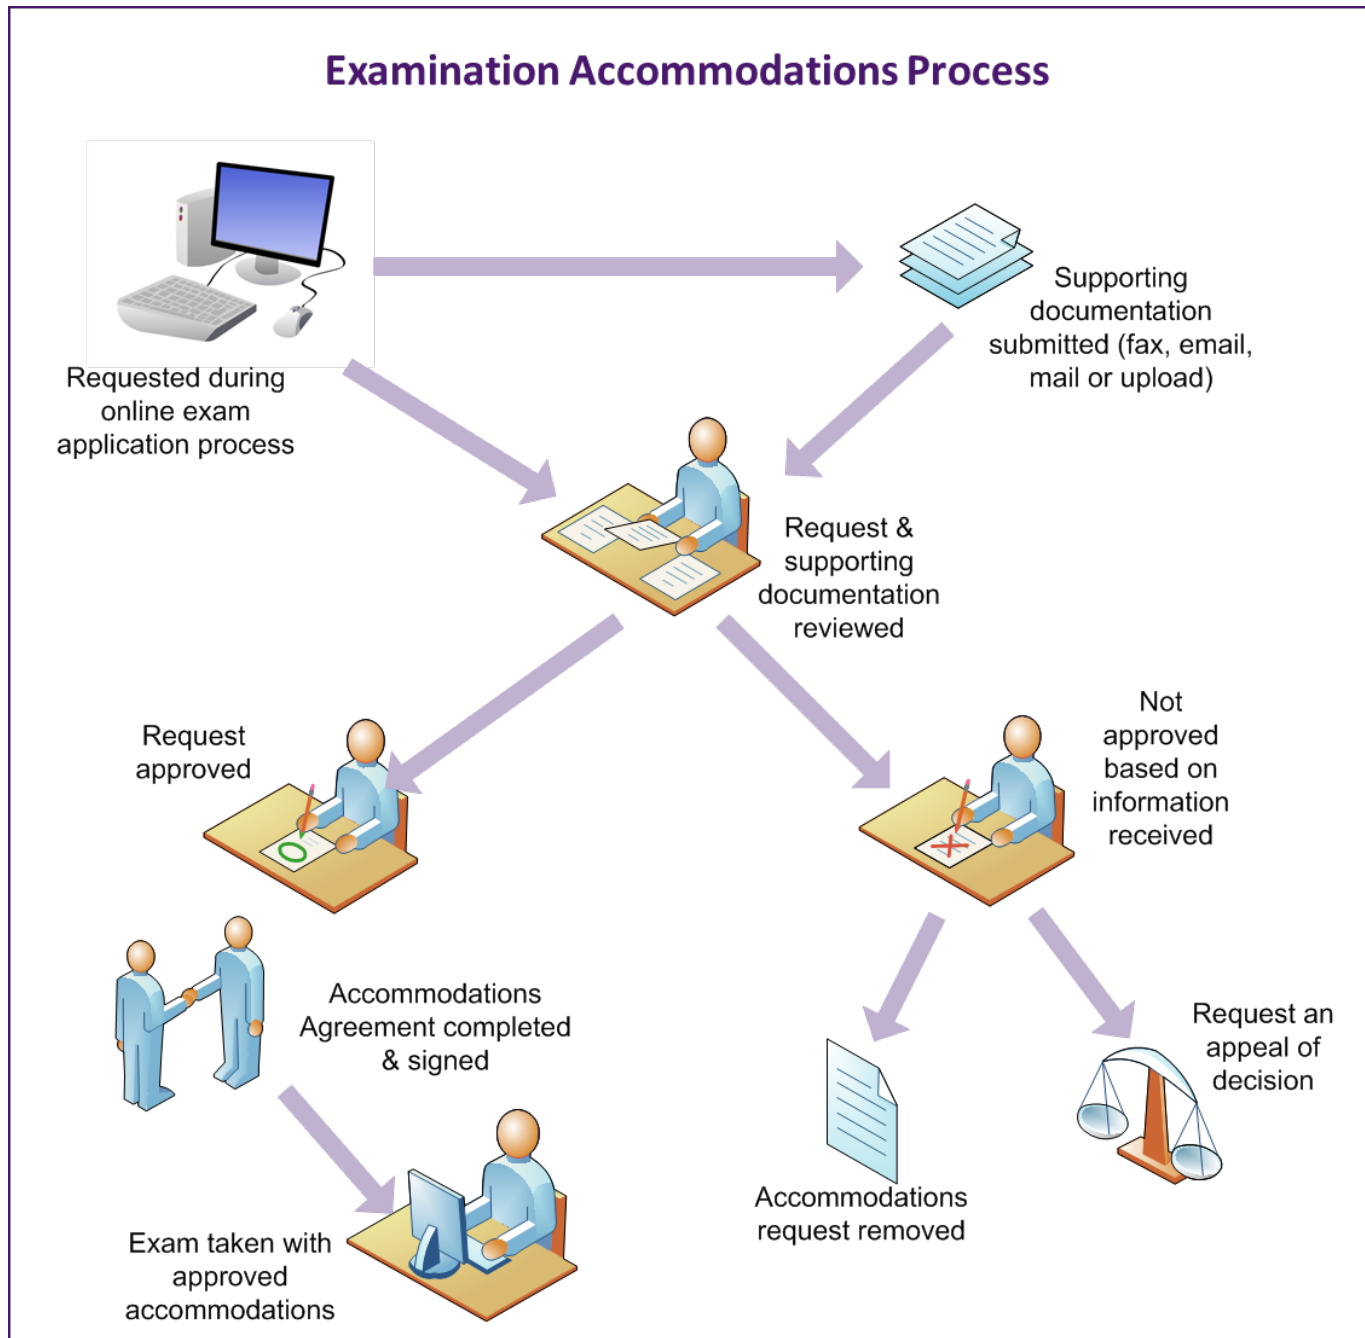 Examination Accommodations Process
Requested during
online exam
application process
Supporting
documentation
submitted (fax, email,
mail or upload)
Request &
supporting
documentation
reviewed
Request
approved
Not
approved
based on
information
received
Accommodations
Agreement completed
& signed
Request an
appeal of
decision
Accommodations
request removed
Exam taken with
approved
accommodations